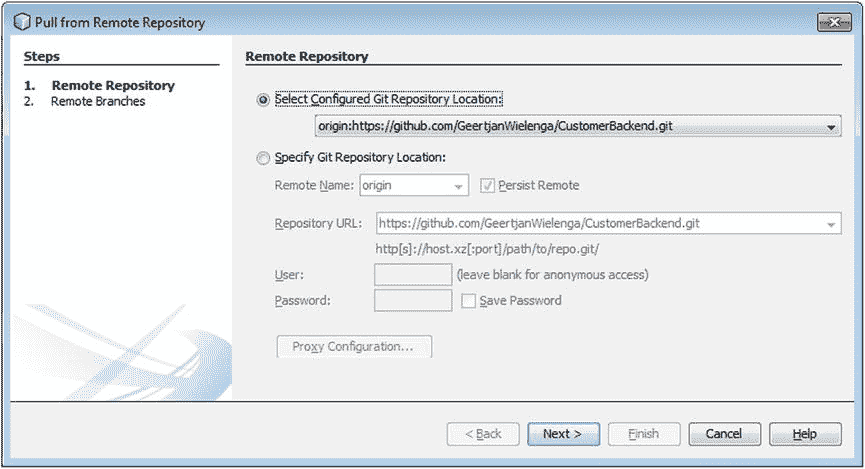 Pull from Remote Repository
Steps
1. Remote Repository
2. Remote Branches
Remote Repository
Select Configured Git Repository Location:
origin:https://github.com/GeertjanWielenga/CustomerBackend.git
Specify Git Repository Location:
Remote Name: origin Persist Remote
Repository URL: https://github.com/GeertjanWielenga/CustomerBackend.git
http[s]://host.xz[:port]/path/to/repo.git/
User: (leave blank for anonymous access)
Password: Save Password
Proxy Configuration...
< Back Next > Finish Cancel Help